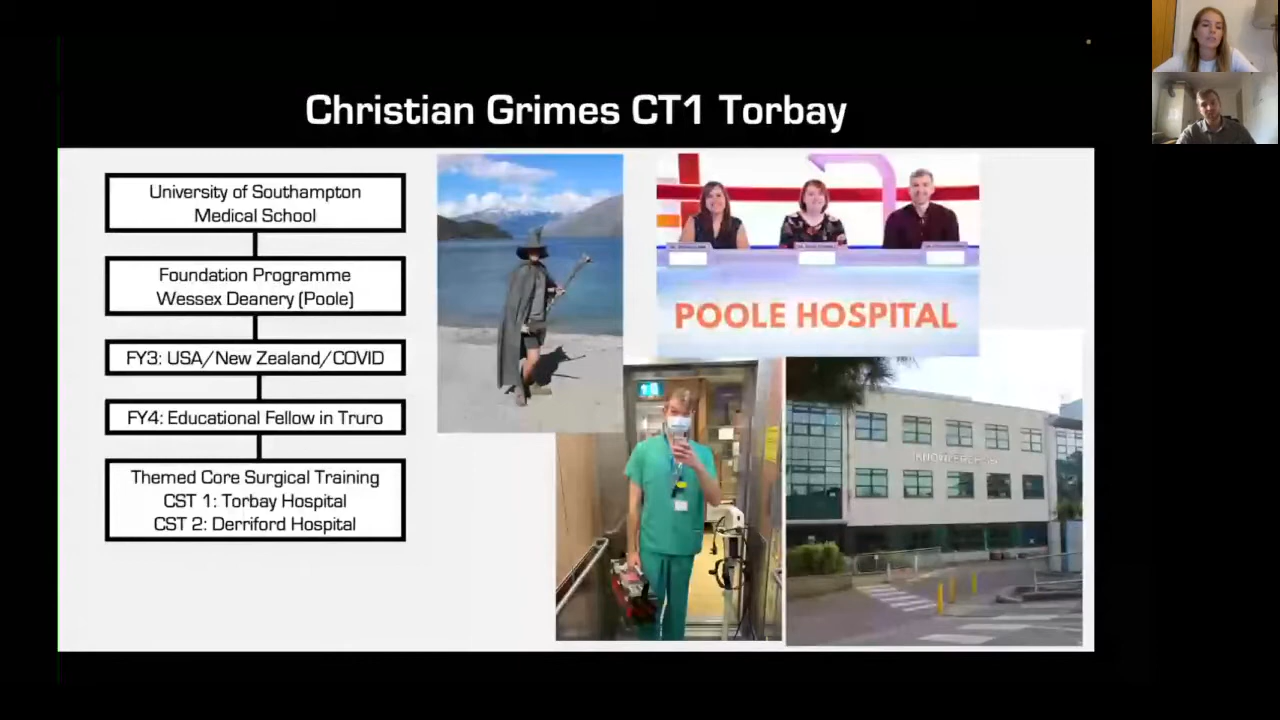 Christian Grimes CT1 Torbay
University of Southampton
Medical School
Foundation Programme
Wessex Deanery (Poole)
FY3: USA/New Zealand/COVID
FY4: Educational Fellow in Truro
Themed Core Surgical Training
CST 1: Torbay Hospital
CST 2: Derriford Hospital
POOLE HOSPITAL